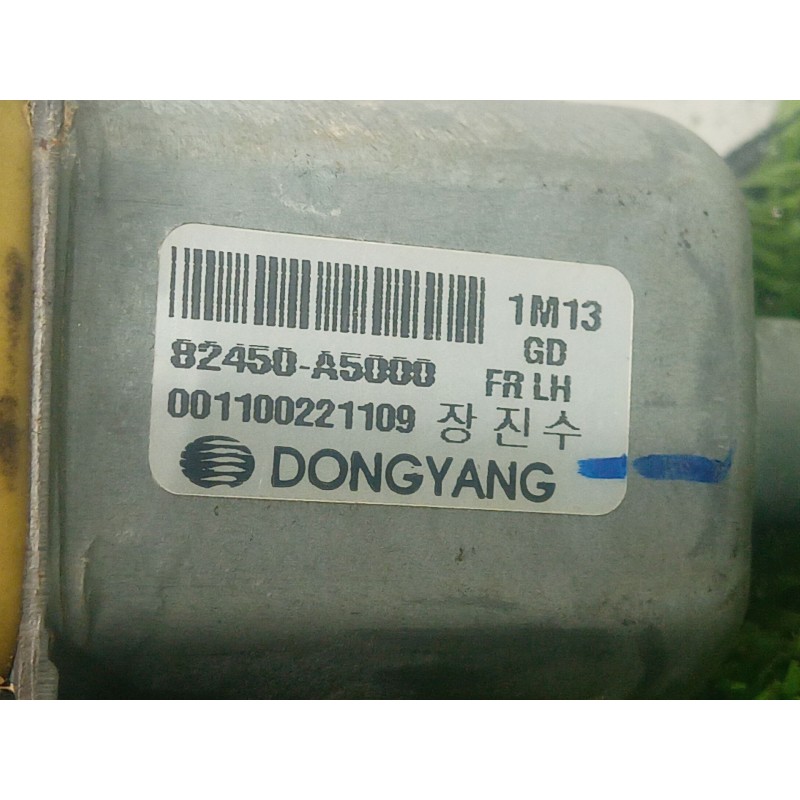 1M13
82450-A5000
GD
FR LH
001100221109 장진수
DONGYANG